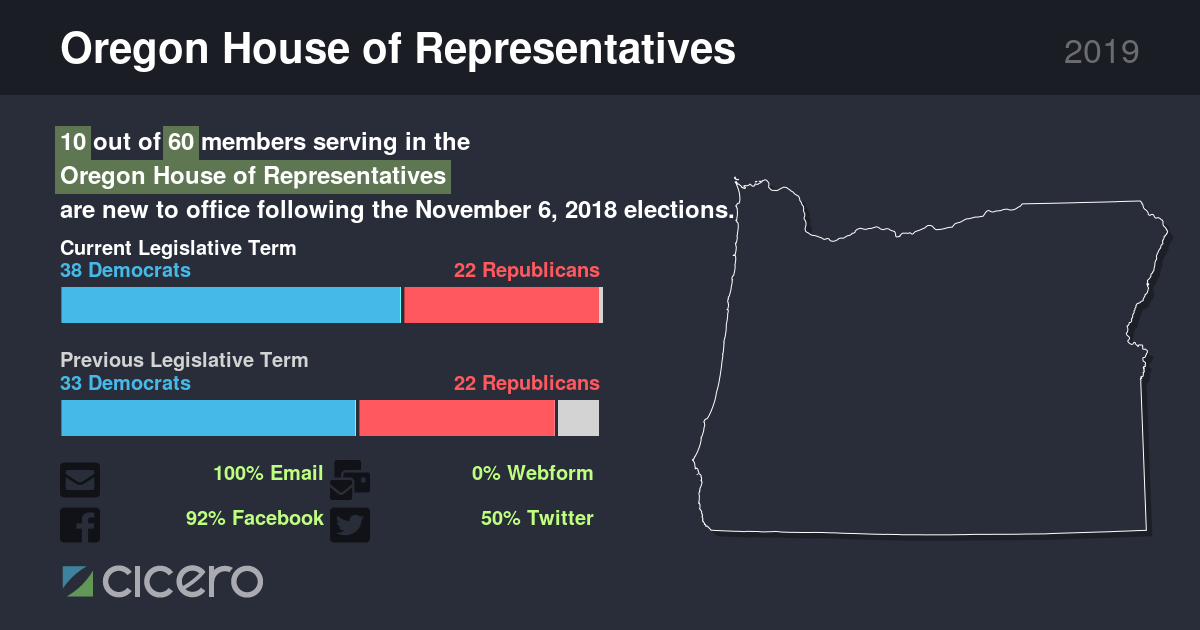 Oregon House of Representatives
2019
10 out of 60 members serving in the
Oregon House of Representatives
are new to office following the November 6, 2018 elections.
Current Legislative Term
38 Democrats
22 Republicans
Previous Legislative Term
33 Democrats
22 Republicans
100% Email
0% Webform
92% Facebook
50% Twitter
cicero